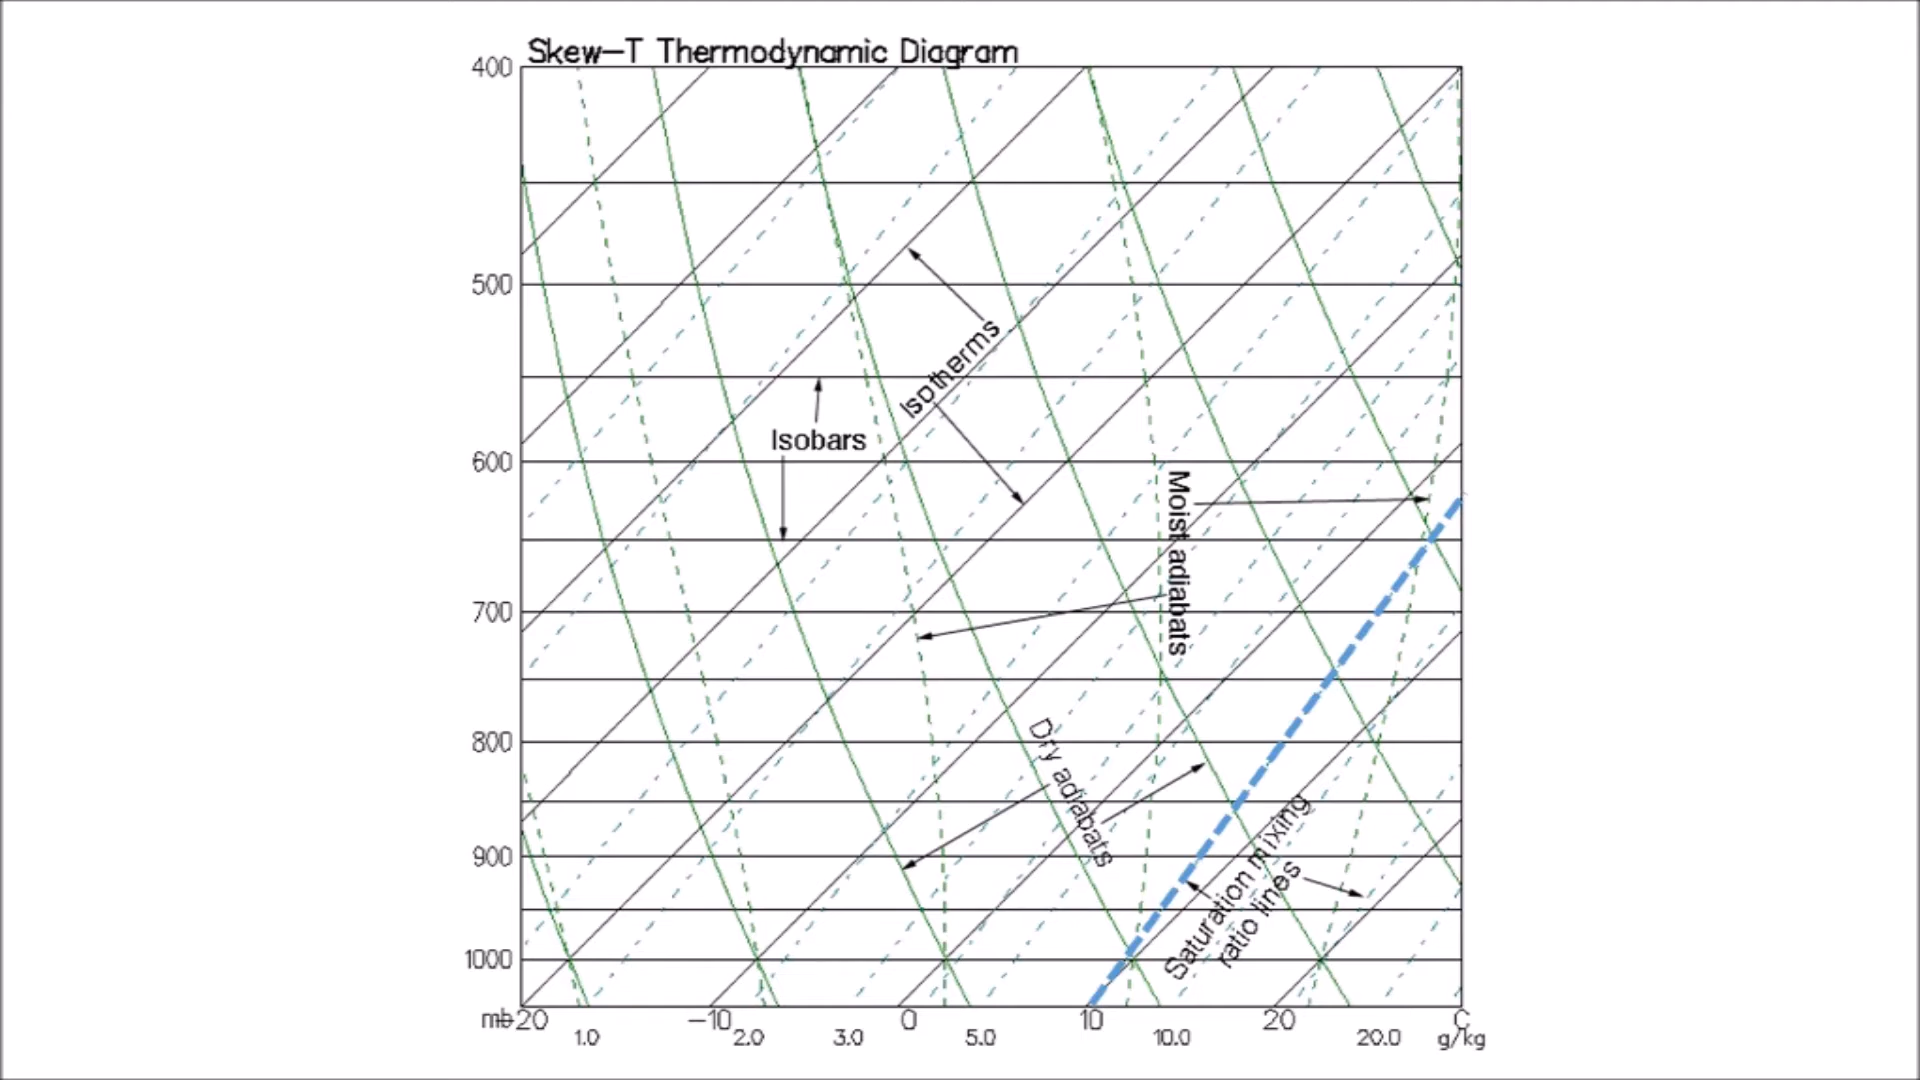 Skew-T Thermodynamic Diagram
400
500
Isotherms
Isobars
600
Moist adiabats
700
Dry adiabats
800
Saturation mixing
ratio lines
900
1000
mb -20 -10 0 10 20 C
1.0 2.0 3.0 5.0 10.0 20.0 g/kg